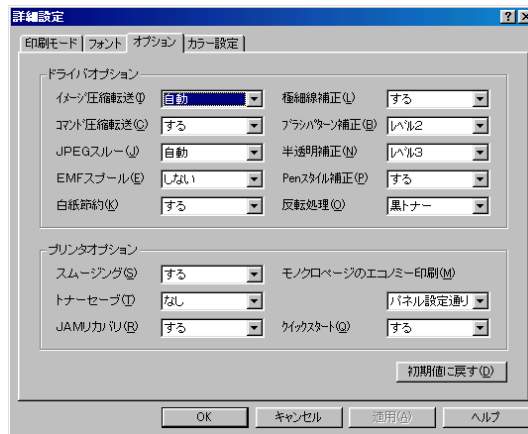 詳細設定
印刷モード フォント オプション カラー設定
ドライバオプション
イメージ圧縮転送(I) 自動 極細線補正(L) する
コマンド圧縮転送(C) する ブラシパターン補正(B) レベル2
JPEGスルー(J) 自動 半透明補正(N) レベル3
EMFスプール(E) しない Penスタイル補正(P) する
白紙節約(K) する 反転処理(O) 黒トナー
プリンタオプション
スムージング(S) する モノクロページのエコノミー印刷(M)
トナーセーブ(T) なし パネル設定通り
JAMリカバリ(R) する クイックスタート(Q) する
初期値に戻す(D)
OK キャンセル 適用(A) ヘルプ